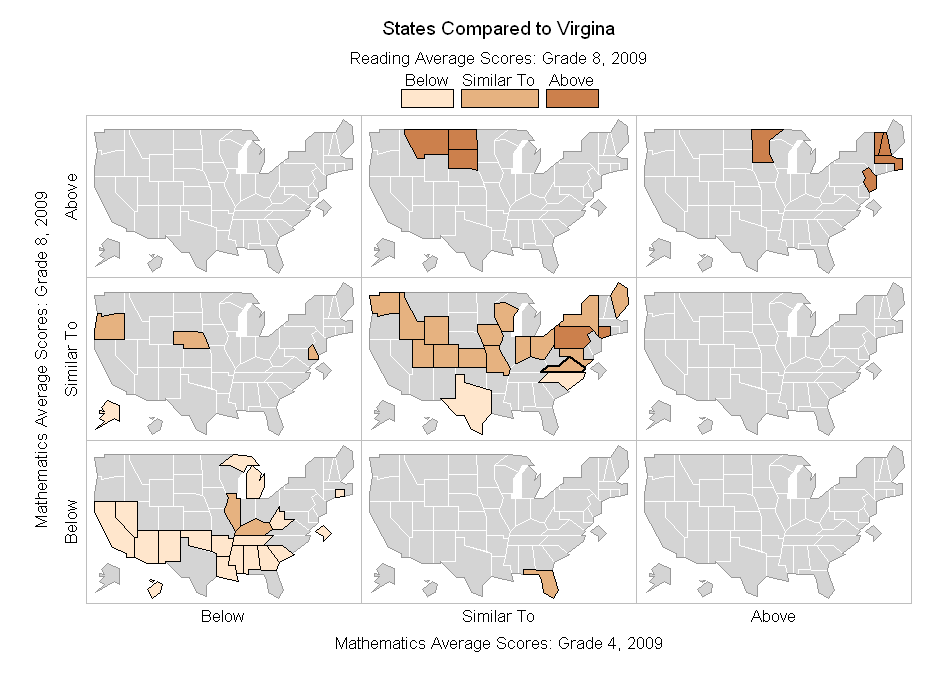 States Compared to Virgina
Reading Average Scores: Grade 8, 2009
Below Similar To Above
Mathematics Average Scores: Grade 8, 2009
Above
Similar To
Below
Below Similar To Above
Mathematics Average Scores: Grade 4, 2009